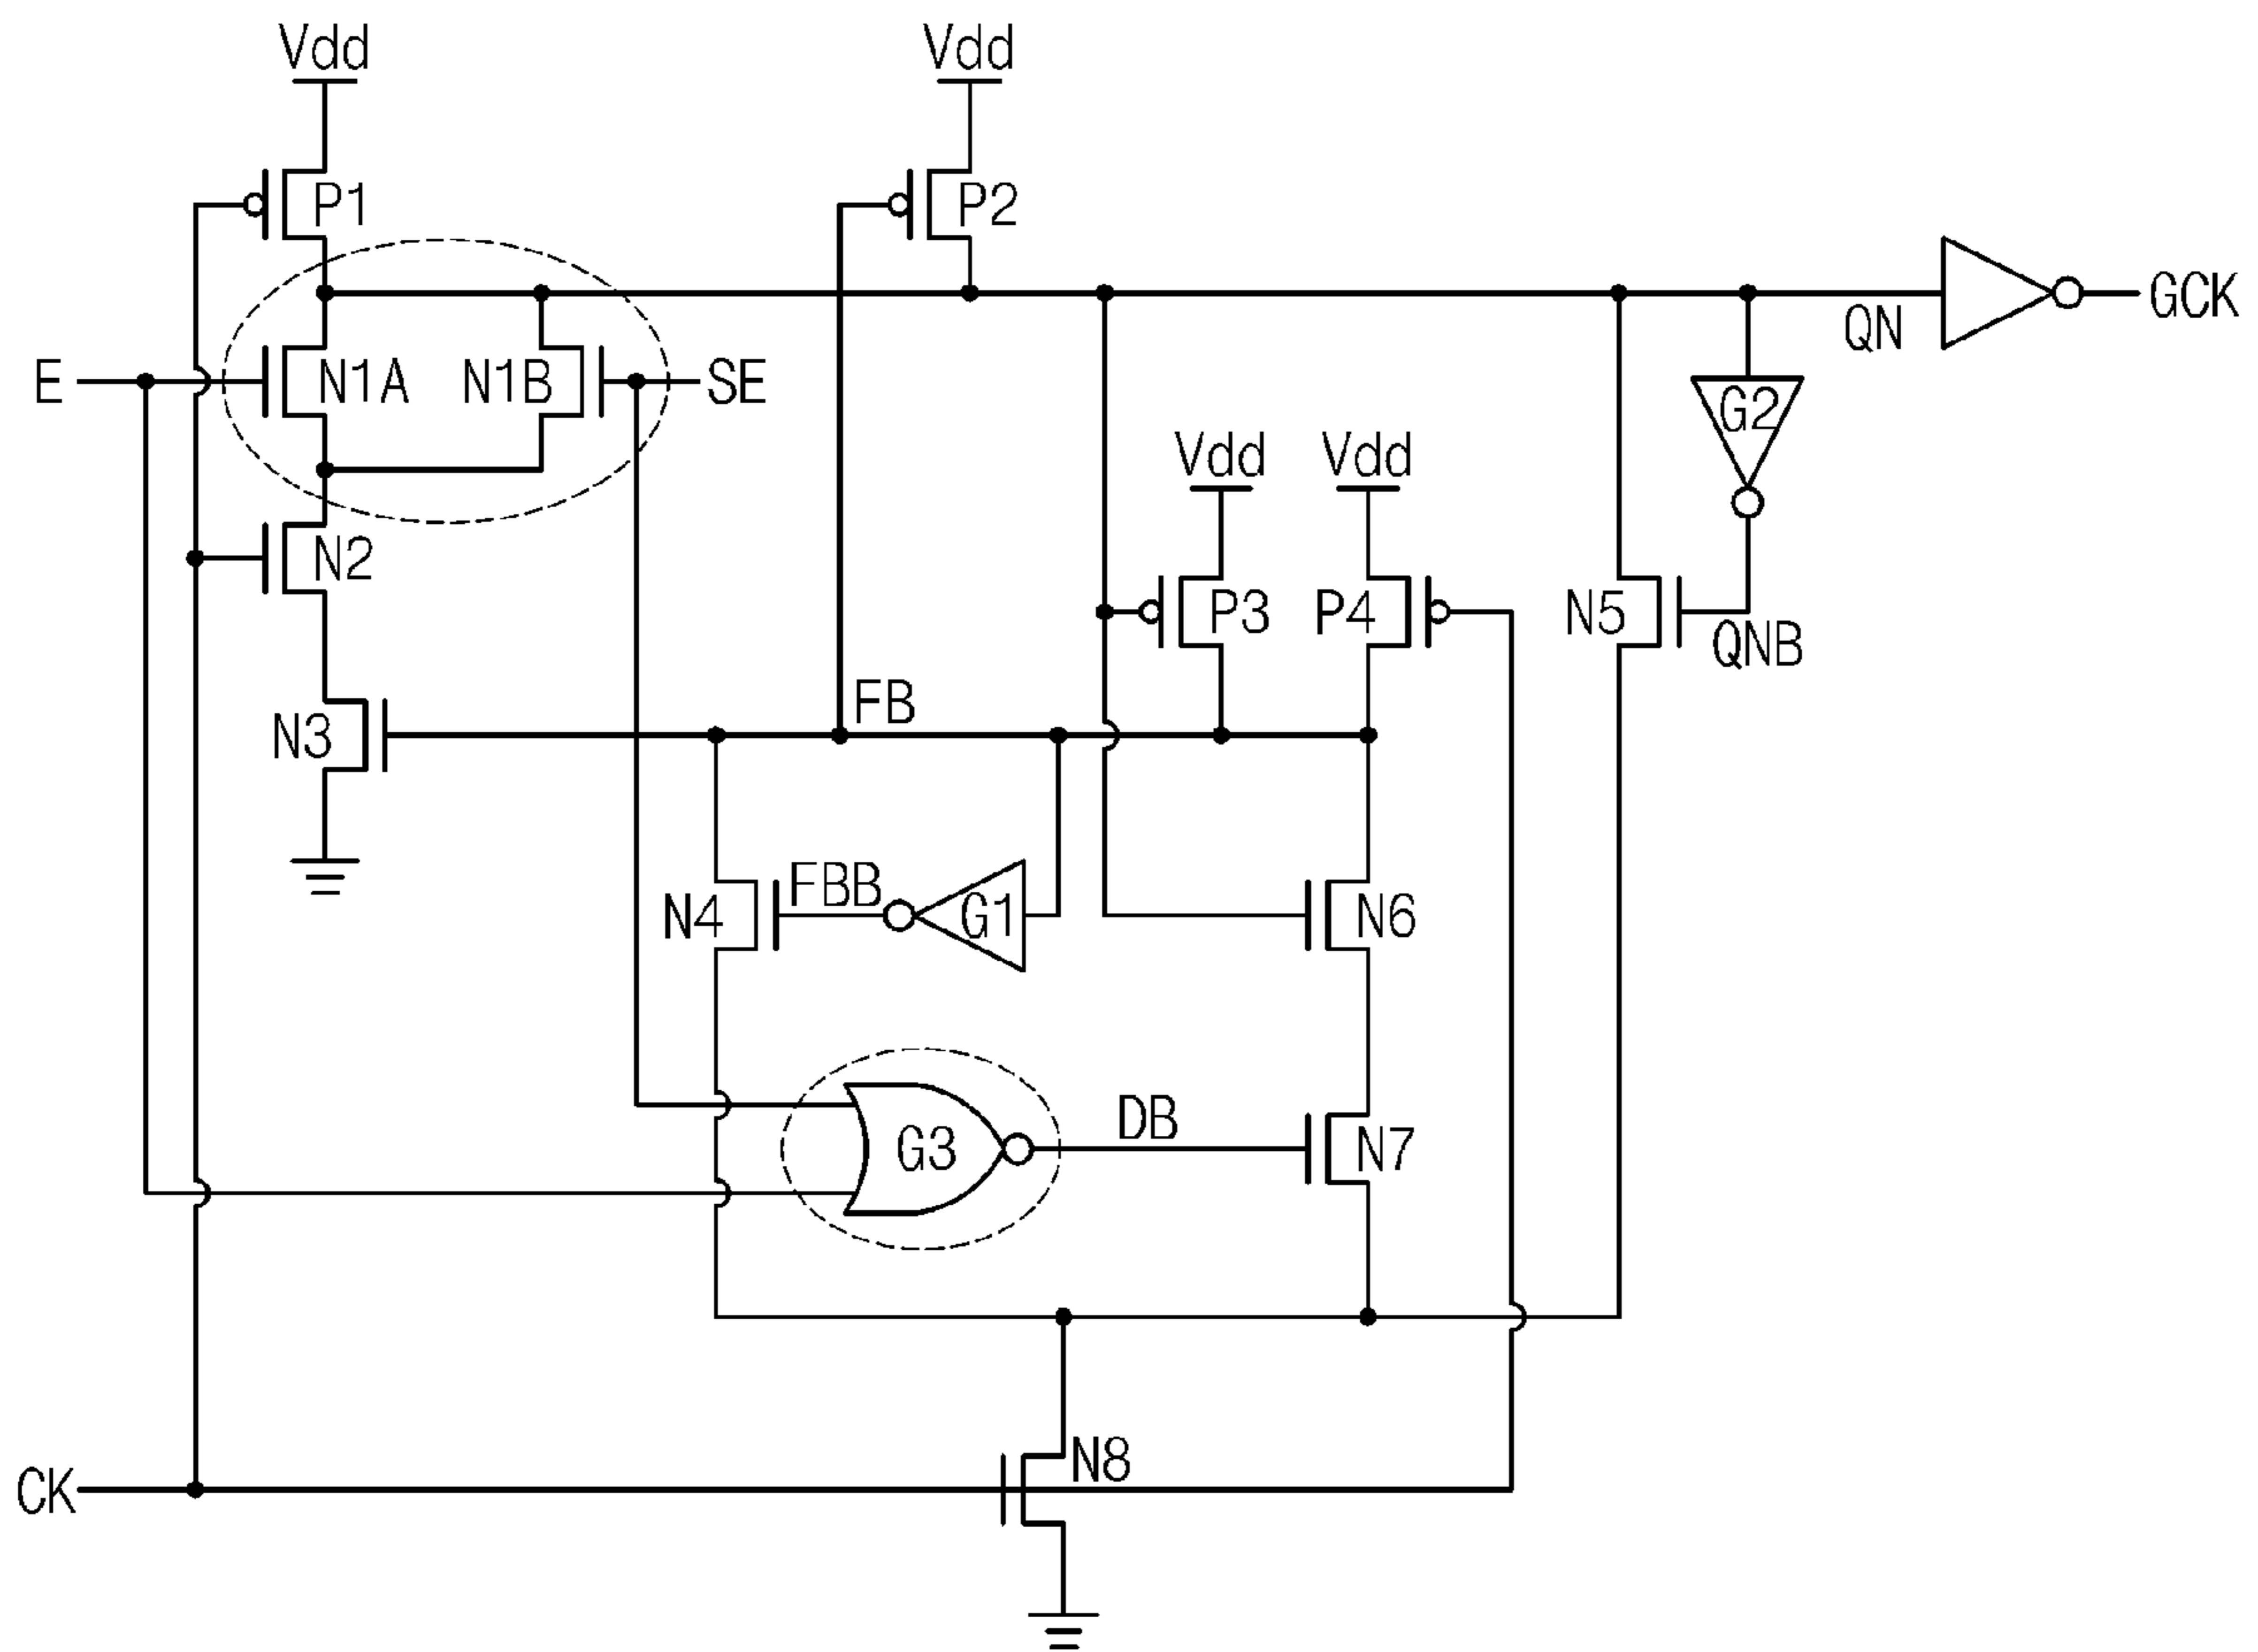 Vdd
Vdd
P1
P2
GCK
QN
E
N1A
N1B
SE
G2
Vdd
Vdd
N2
P3
P4
N5
QNB
FB
N3
FBB
N4
G1
N6
DB
G3
N7
N8
CK